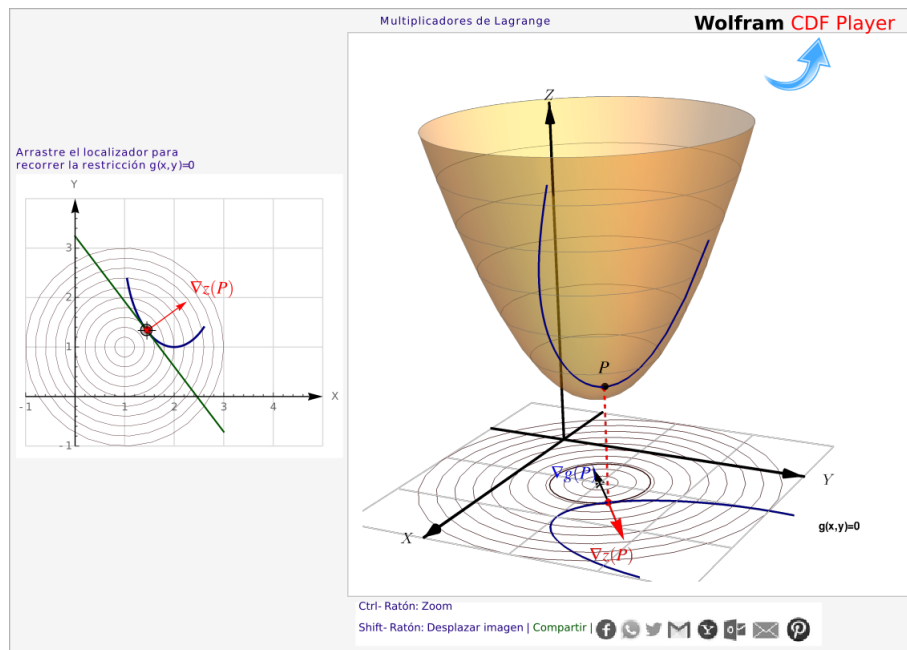 Multiplicadores de Lagrange
Wolfram CDF Player
Arrastre el localizador para
recorrer la restricción g(x,y)=0
Y
3
2
1
-1
-1
1
2
3
4
X
∇z(P)
Z
P
∇g(P)
Y
X
∇z(P)
g(x,y)=0
Ctrl- Ratón: Zoom
Shift- Ratón: Desplazar imagen | Compartir |